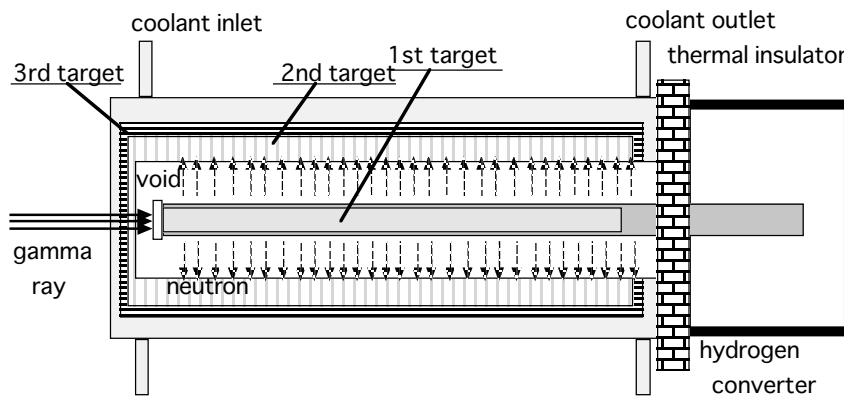 coolant inlet
coolant outlet
thermal insulator
1st target
2nd target
3rd target
void
gamma
ray
neutron
hydrogen
converter